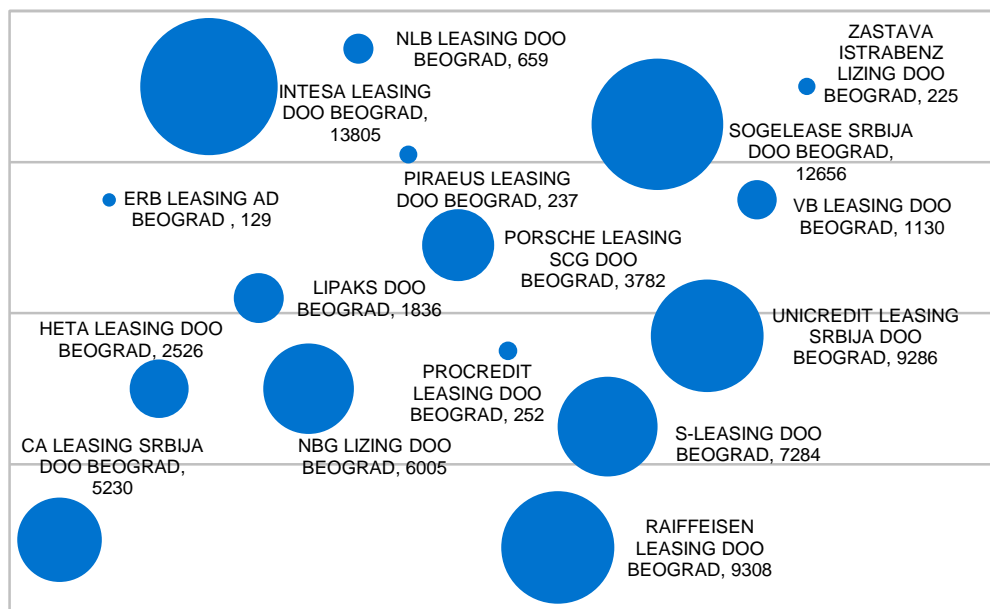 NLB LEASING DOO
BEOGRAD, 659
ZASTAVA
ISTRABENZ
LIZING DOO
BEOGRAD, 225
INTESA LEASING
DOO BEOGRAD,
13805
SOGELEASE SRBIJA
DOO BEOGRAD,
12656
ERB LEASING AD
BEOGRAD , 129
PIRAEUS LEASING
DOO BEOGRAD, 237
VB LEASING DOO
BEOGRAD, 1130
PORSCHE LEASING
SCG DOO
BEOGRAD, 3782
LIPAKS DOO
BEOGRAD, 1836
UNICREDIT LEASING
SRBIJA DOO
BEOGRAD, 9286
HETA LEASING DOO
BEOGRAD, 2526
PROCREDIT
LEASING DOO
BEOGRAD, 252
CA LEASING SRBIJA
DOO BEOGRAD,
5230
NBG LIZING DOO
BEOGRAD, 6005
S-LEASING DOO
BEOGRAD, 7284
RAIFFEISEN
LEASING DOO
BEOGRAD, 9308